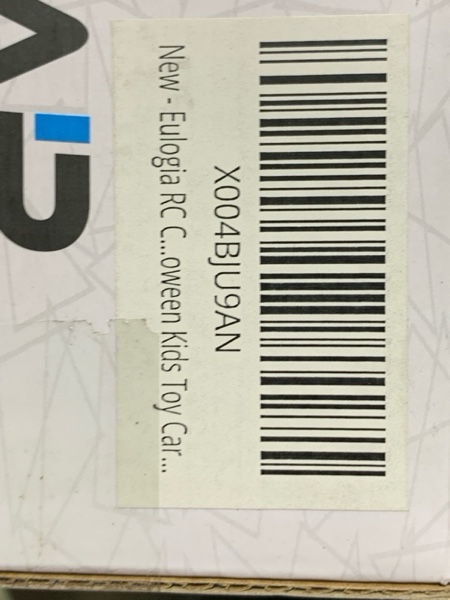 X004BJU9AN
New - Eulogia RC C...oween Kids Toy Car...